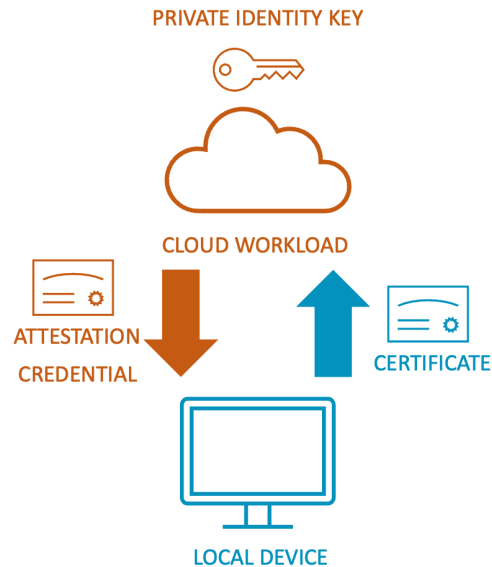 PRIVATE IDENTITY KEY
CLOUD WORKLOAD
ATTESTATION
CREDENTIAL
CERTIFICATE
LOCAL DEVICE